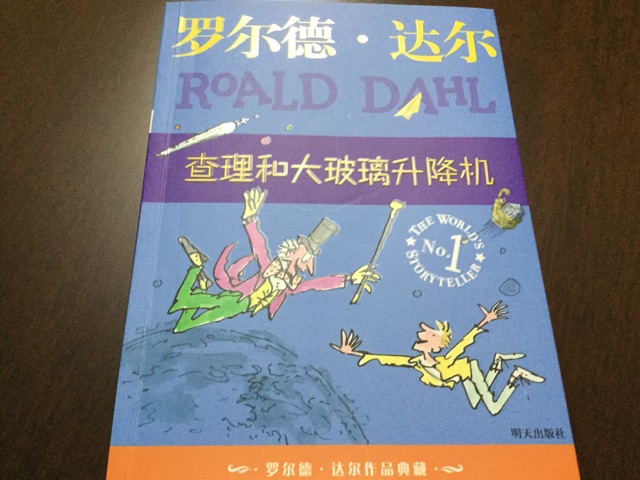 罗尔德·达尔
ROALD DAHL
查理和大玻璃升降机
THE WORLD'S
No.1
STORYTELLER
明天出版社
罗尔德·达尔作品典藏